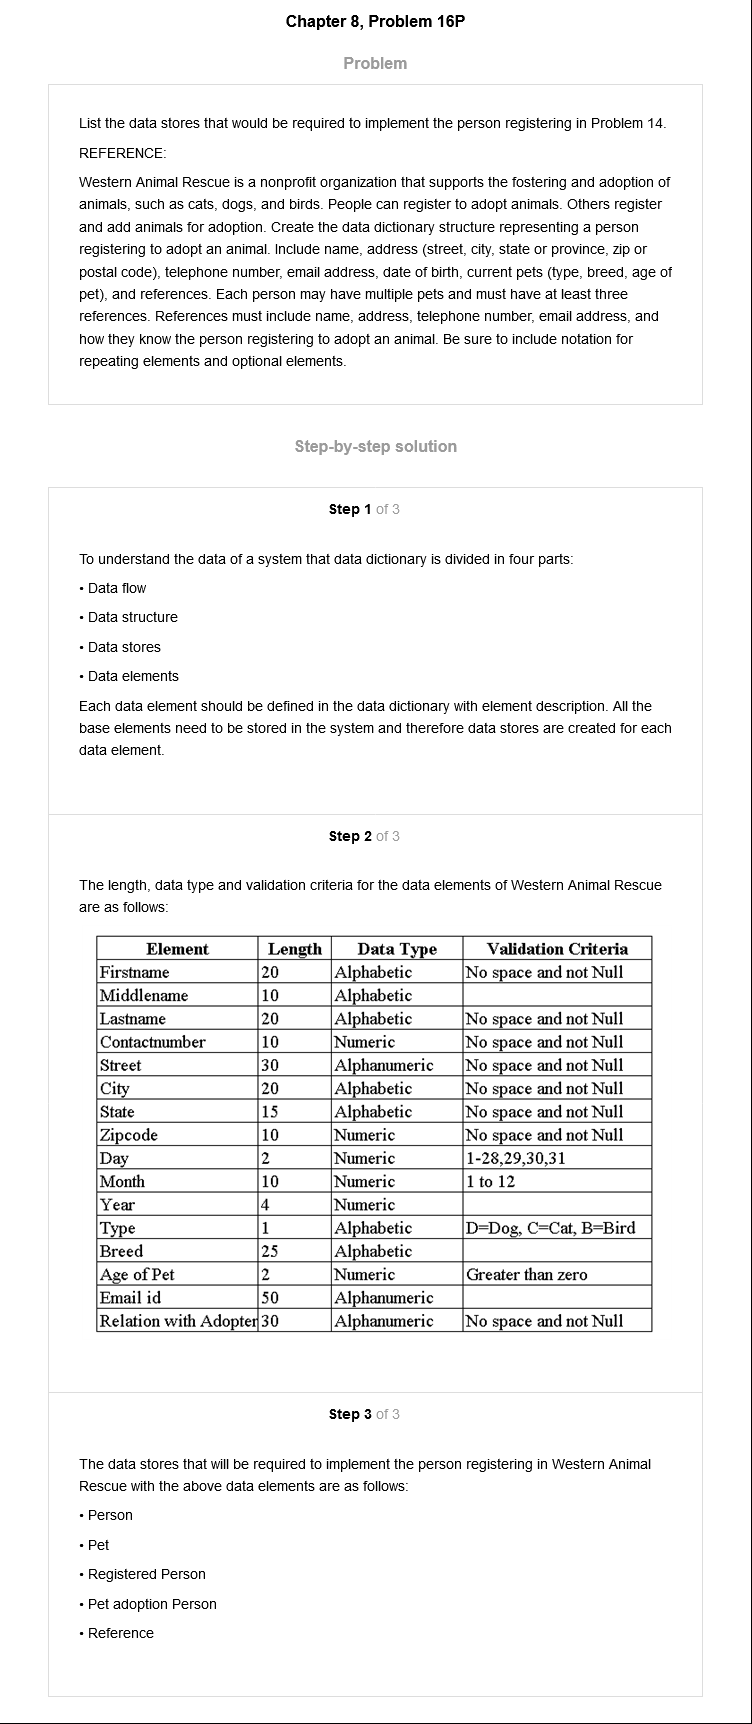 Chapter 8, Problem 16P
Problem
List the data stores that would be required to implement the person registering in Problem 14.
REFERENCE:
Western Animal Rescue is a nonprofit organization that supports the fostering and adoption of
animals, such as cats, dogs, and birds. People can register to adopt animals. Others register
and add animals for adoption. Create the data dictionary structure representing a person
registering to adopt an animal. Include name, address (street, city, state or province, zip or
postal code), telephone number, email address, date of birth, current pets (type, breed, age of
pet), and references. Each person may have multiple pets and must have at least three
references. References must include name, address, telephone number, email address, and
how they know the person registering to adopt an animal. Be sure to include notation for
repeating elements and optional elements.
Step-by-step solution
Step 1 of 3
To understand the data of a system that data dictionary is divided in four parts:
• Data flow
• Data structure
• Data stores
• Data elements
Each data element should be defined in the data dictionary with element description. All the
base elements need to be stored in the system and therefore data stores are created for each
data element.
Step 2 of 3
The length, data type and validation criteria for the data elements of Western Animal Rescue
are as follows:
Element Length Data Type Validation Criteria
Firstname 20 Alphabetic No space and not Null
Middlename 10 Alphabetic
Lastname 20 Alphabetic No space and not Null
Contactnumber 10 Numeric No space and not Null
Street 30 Alphanumeric No space and not Null
City 20 Alphabetic No space and not Null
State 15 Alphabetic No space and not Null
Zipcode 10 Numeric No space and not Null
Day 2 Numeric 1-28,29,30,31
Month 10 Numeric 1 to 12
Year 4 Numeric
Type 1 Alphabetic D=Dog, C=Cat, B=Bird
Breed 25 Alphabetic
Age of Pet 2 Numeric Greater than zero
Email id 50 Alphanumeric
Relation with Adopter 30 Alphanumeric No space and not Null
Step 3 of 3
The data stores that will be required to implement the person registering in Western Animal
Rescue with the above data elements are as follows:
• Person
• Pet
• Registered Person
• Pet adoption Person
• Reference